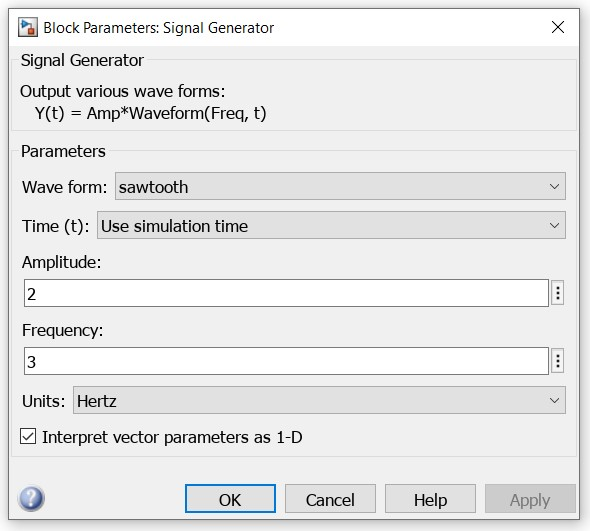 Block Parameters: Signal Generator
Signal Generator
Output various wave forms:
Y(t) = Amp*Waveform(Freq, t)
Parameters
Wave form: sawtooth
Time (t): Use simulation time
Amplitude:
2
Frequency:
3
Units: Hertz
Interpret vector parameters as 1-D
? OK Cancel Help Apply